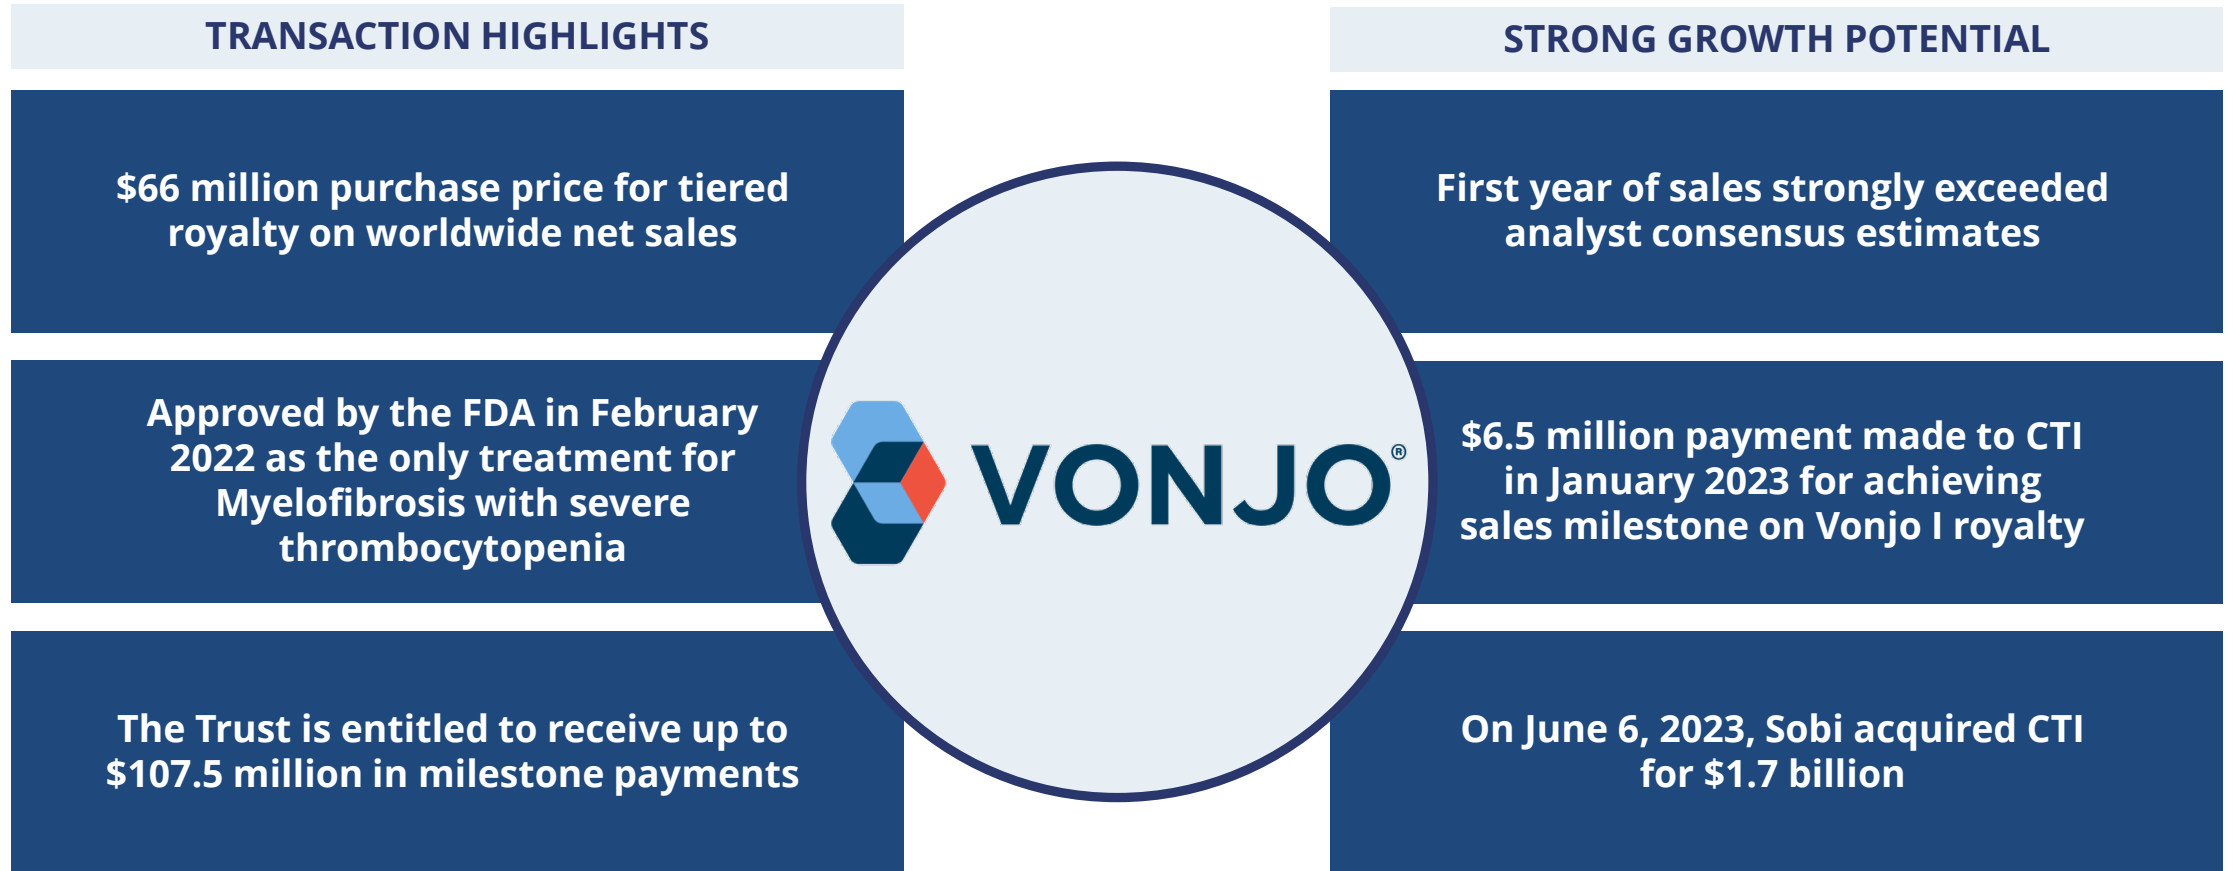 TRANSACTION HIGHLIGHTS
$66 million purchase price for tiered
royalty on worldwide net sales
Approved by the FDA in February
2022 as the only treatment for
Myelofibrosis with severe
thrombocytopenia
The Trust is entitled to receive up to
$107.5 million in milestone payments
VONJO®
STRONG GROWTH POTENTIAL
First year of sales strongly exceeded
analyst consensus estimates
$6.5 million payment made to CTI
in January 2023 for achieving
sales milestone on Vonjo I royalty
On June 6, 2023, Sobi acquired CTI
for $1.7 billion